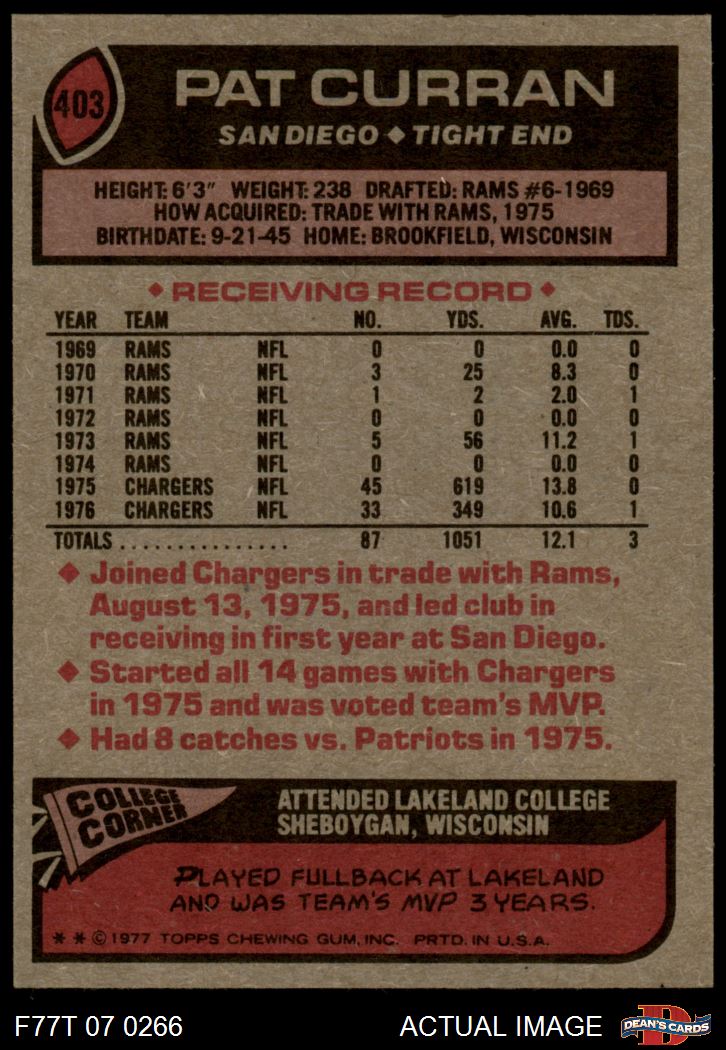 403
PAT CURRAN
SAN DIEGO ◆ TIGHT END
HEIGHT: 6'3" WEIGHT: 238 DRAFTED: RAMS #6-1969
HOW ACQUIRED: TRADE WITH RAMS, 1975
BIRTHDATE: 9-21-45 HOME: BROOKFIELD, WISCONSIN
◆ RECEIVING RECORD ◆
YEAR TEAM NO. YDS. AVG. TDS.
1969 RAMS NFL 0 0 0.0 0
1970 RAMS NFL 3 25 8.3 0
1971 RAMS NFL 1 2 2.0 1
1972 RAMS NFL 0 0 0.0 0
1973 RAMS NFL 5 56 11.2 1
1974 RAMS NFL 0 0 0.0 0
1975 CHARGERS NFL 45 619 13.8 0
1976 CHARGERS NFL 33 349 10.6 1
TOTALS ................ 87 1051 12.1 3
◆ Joined Chargers in trade with Rams,
August 13, 1975, and led club in
receiving in first year at San Diego.
◆ Started all 14 games with Chargers
in 1975 and was voted team's MVP.
◆ Had 8 catches vs. Patriots in 1975.
COLLEGE
CORNER
ATTENDED LAKELAND COLLEGE
SHEBOYGAN, WISCONSIN
PLAYED FULLBACK AT LAKELAND
AND WAS TEAM'S MVP 3 YEARS.
* * © 1977 TOPPS CHEWING GUM, INC. PRTD. IN U.S.A.
F77T 07 0266 ACTUAL IMAGE
D
DEAN'S CARDS